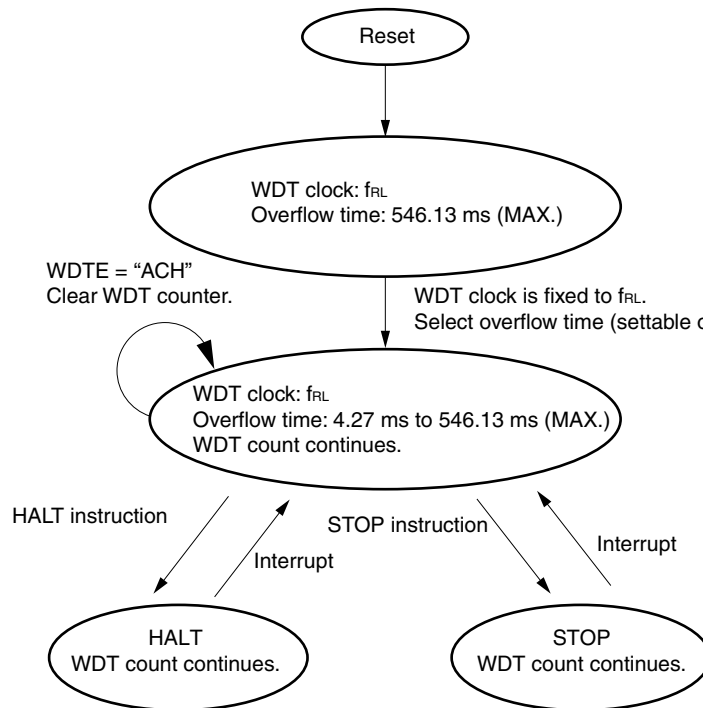 Reset
WDT clock: fRL
Overflow time: 546.13 ms (MAX.)
WDTE = “ACH”
Clear WDT counter.
WDT clock is fixed to fRL.
Select overflow time (settable
WDT clock: fRL
Overflow time: 4.27 ms to 546.13 ms (MAX.)
WDT count continues.
HALT instruction
Interrupt
STOP instruction
Interrupt
HALT
WDT count continues.
STOP
WDT count continues.